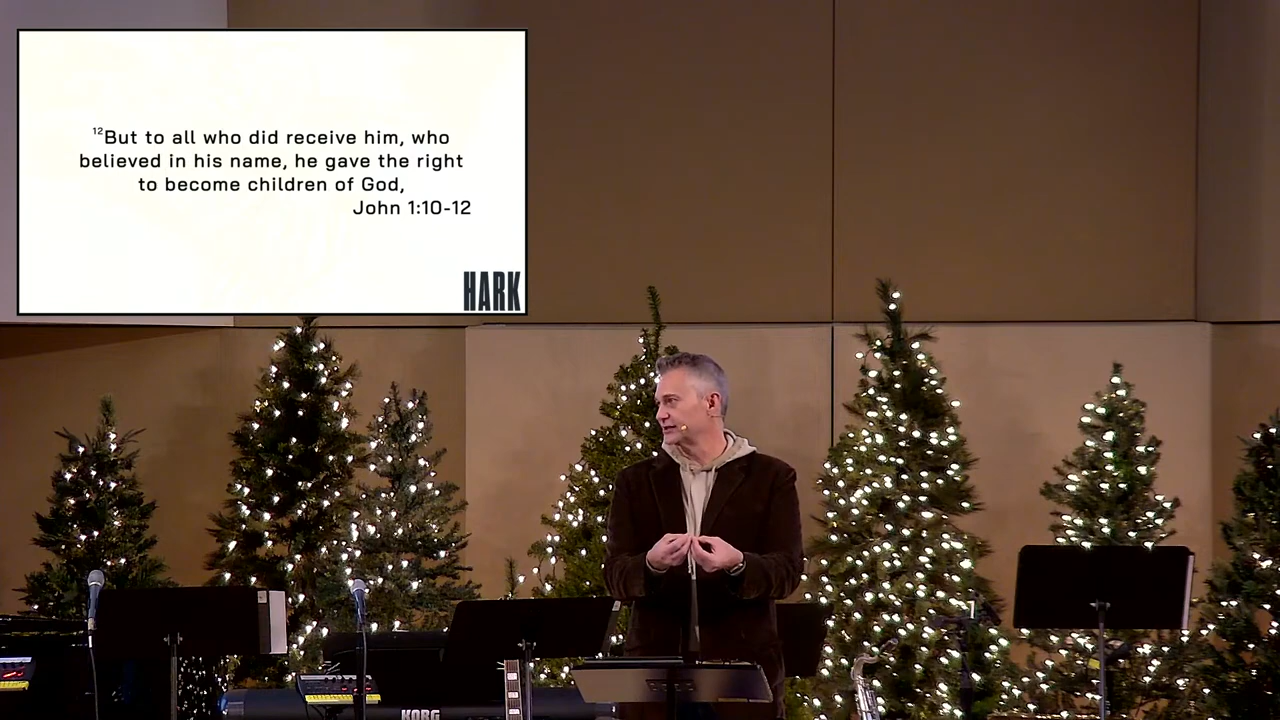 ¹²But to all who did receive him, who
believed in his name, he gave the right
to become children of God,
John 1:10-12
HARK
KORG